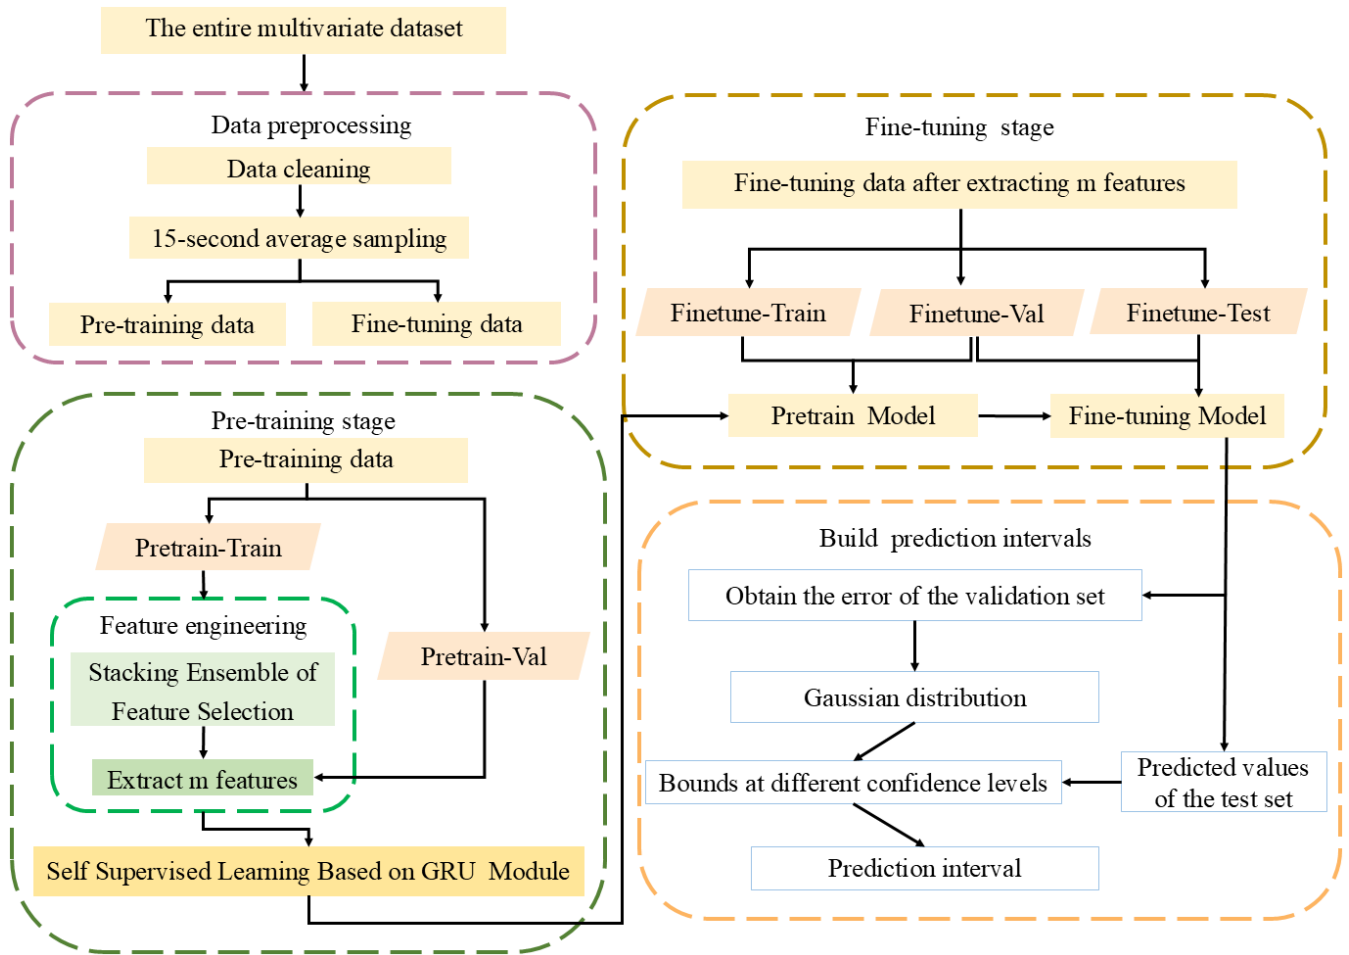 The entire multivariate dataset
Data preprocessing
Data cleaning
15-second average sampling
Pre-training data
Fine-tuning data
Pre-training stage
Pre-training data
Pretrain-Train
Feature engineering
Stacking Ensemble of
Feature Selection
Extract m features
Pretrain-Val
Self Supervised Learning Based on GRU Module
Fine-tuning stage
Fine-tuning data after extracting m features
Finetune-Train
Finetune-Val
Finetune-Test
Pretrain Model
Fine-tuning Model
Build prediction intervals
Obtain the error of the validation set
Gaussian distribution
Bounds at different confidence levels
Predicted values
of the test set
Prediction interval